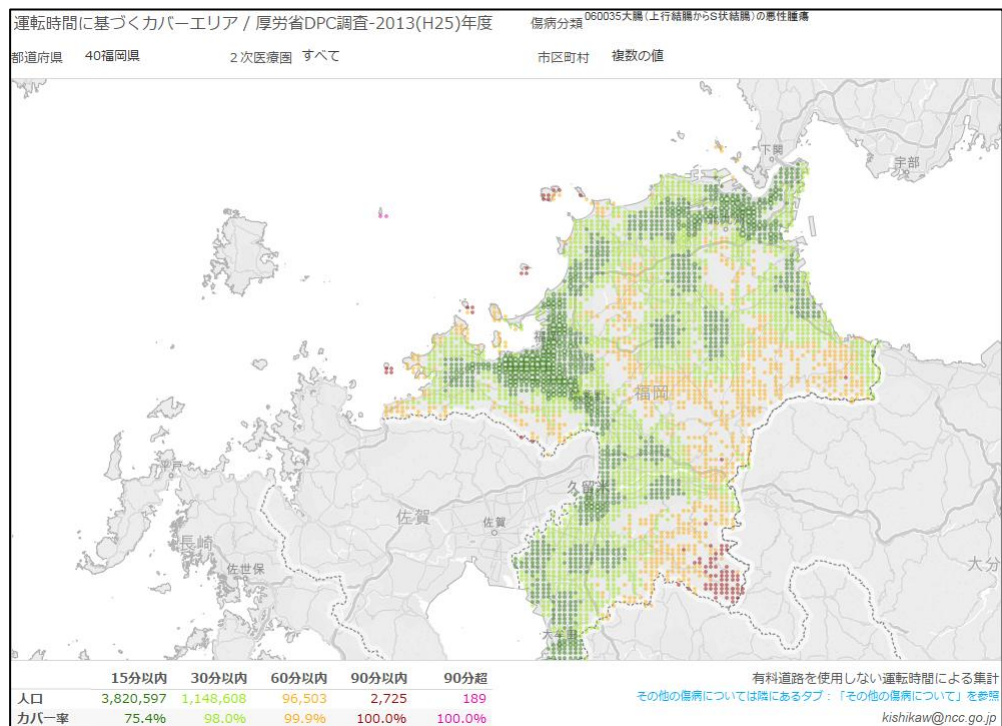 運転時間に基づくカバーエリア / 厚労省DPC調査-2013(H25)年度
傷病分類 060035大腸(上行結腸からS状結腸)の悪性腫瘍
都道府県 40福岡県 2次医療圏 すべて 市区町村 複数の値
下関
宇部
福岡
久留米
佐賀
佐賀
平戸
長崎
佐世保
大分
大牟田
15分以内 30分以内 60分以内 90分以内 90分超
人口 3,820,597 1,148,608 96,503 2,725 189
カバー率 75.4% 98.0% 99.9% 100.0% 100.0%
有料道路を使用しない運転時間による集計
その他の傷病については隣にあるタブ：「その他の傷病について」を参照
kishikaw@ncc.go.jp